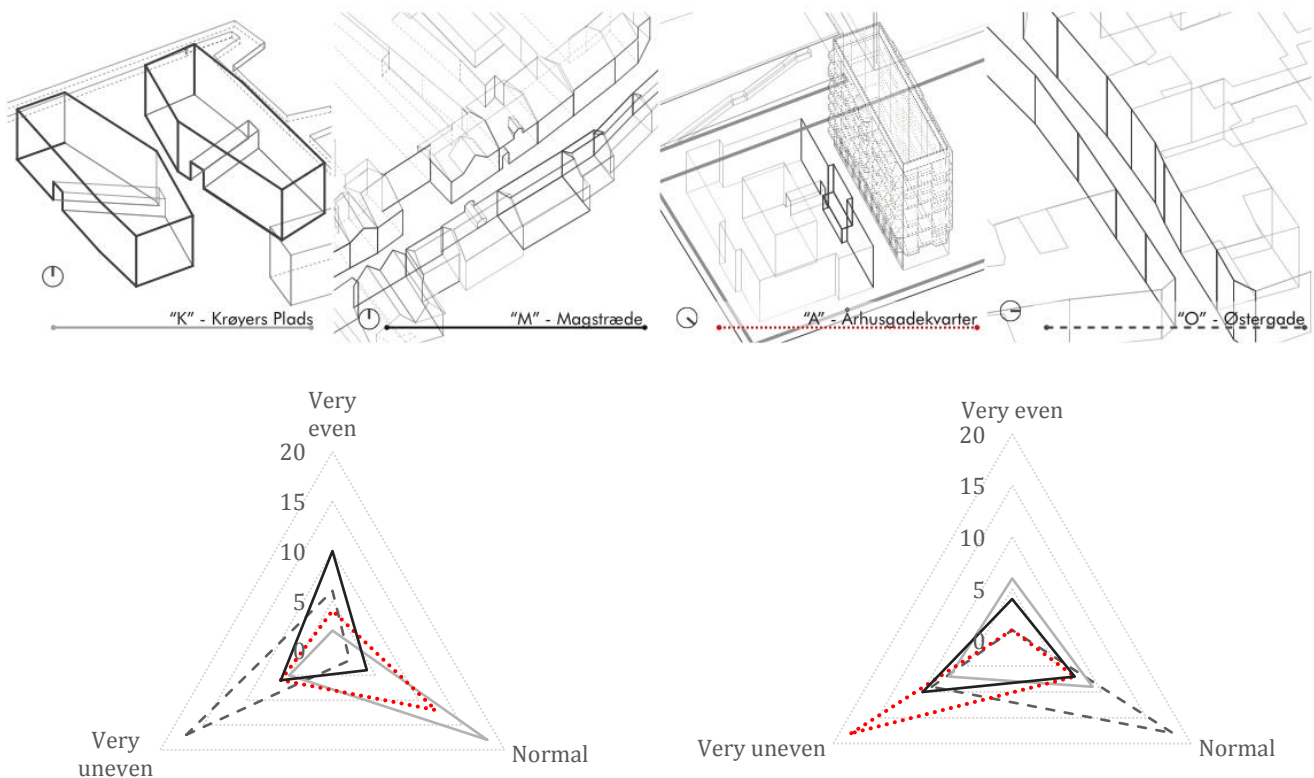 "K" - Krøyers Plads
"M" - Magstræde
"A" - Århusgadekvarter
"O" - Østergade
Very
even
20
15
10
5
0
Very
uneven
Normal
Very even
20
15
10
5
0
Very uneven
Normal